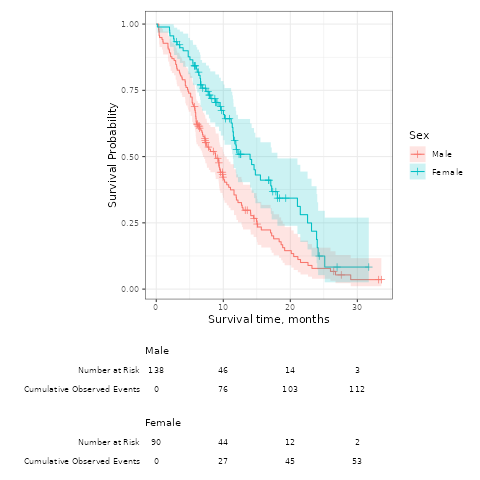 1.00
0.75
0.50
0.25
0.00
Survival Probability
0 10 20 30
Survival time, months
Sex
Male
Female
Male
Number at Risk 138 46 14 3
Cumulative Observed Events 0 76 103 112
Female
Number at Risk 90 44 12 2
Cumulative Observed Events 0 27 45 53